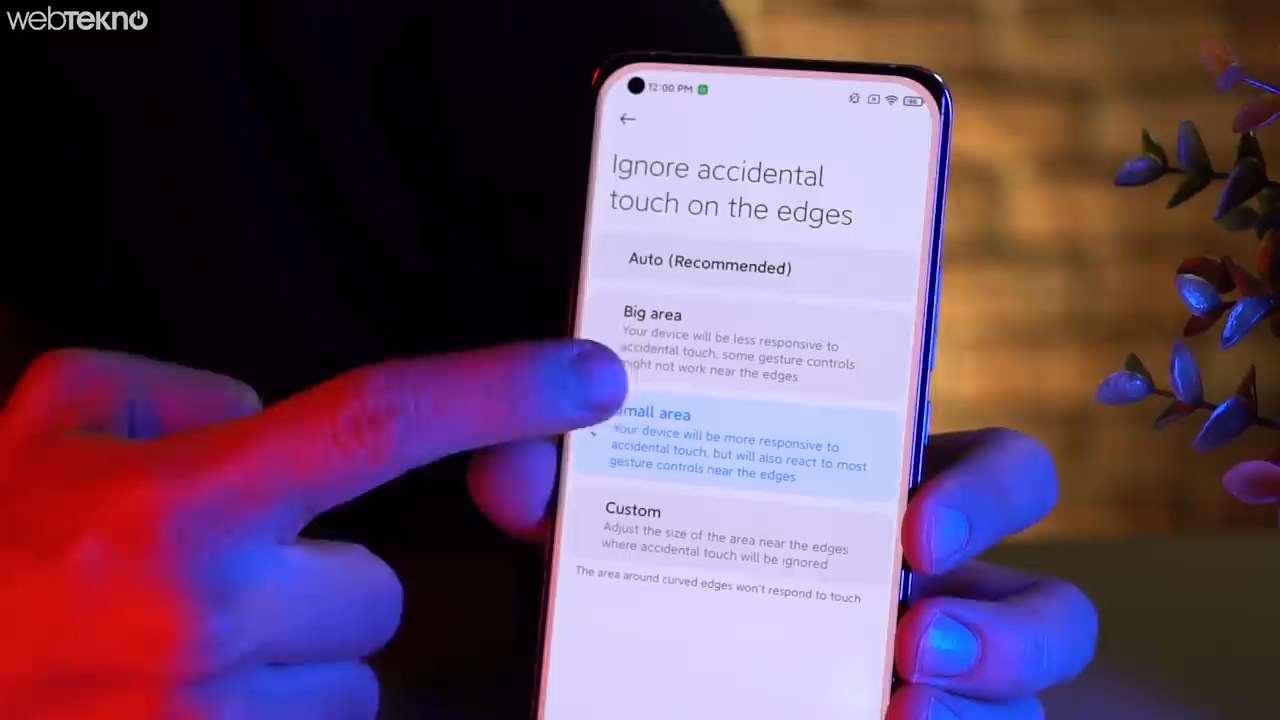 webtekno
12:00 PM
Ignore accidental
touch on the edges
Auto (Recommended)
Big area
Your device will be less responsive to
accidental touch, some gesture controls
might not work near the edges
Small area
Your device will be more responsive to
accidental touch, but will also react to most
gesture controls near the edges
Custom
Adjust the size of the area near the edges
where accidental touch will be ignored
The area around curved edges won't respond to touch